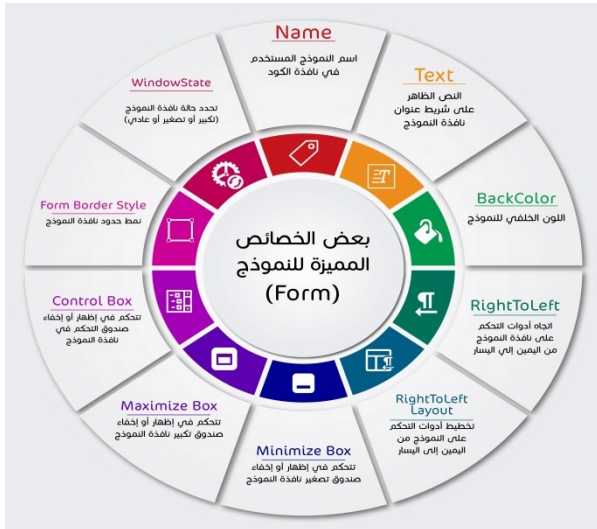 بعض الخصائص
المميزة للنموذج
(Form)
Name
اسم النموذج المستخدم
في نافذة الكود
Text
النص الظاهر
على شريط عنوان
نافذة النموذج
BackColor
اللون الخلفي للنموذج
RightToLeft
اتجاه أدوات التحكم
على نافذة النموذج
من اليمين إلي اليسار
RightToLeft
Layout
تخطيط أدوات التحكم
على النموذج من
اليمين إلى اليسار
Minimize Box
تتحكم في إظهار أو إخفاء
صندوق تصغير نافذة النموذج
Maximize Box
تتحكم في إظهار أو إخفاء
صندوق تكبير نافذة النموذج
Control Box
تتحكم في إظهار أو إخفاء
صندوق التحكم في
نافذة النموذج
Form Border Style
نمط حدود نافذة النموذج
WindowState
تحدد حالة نافذة النموذج
(تكبير أو تصغير أو عادي)